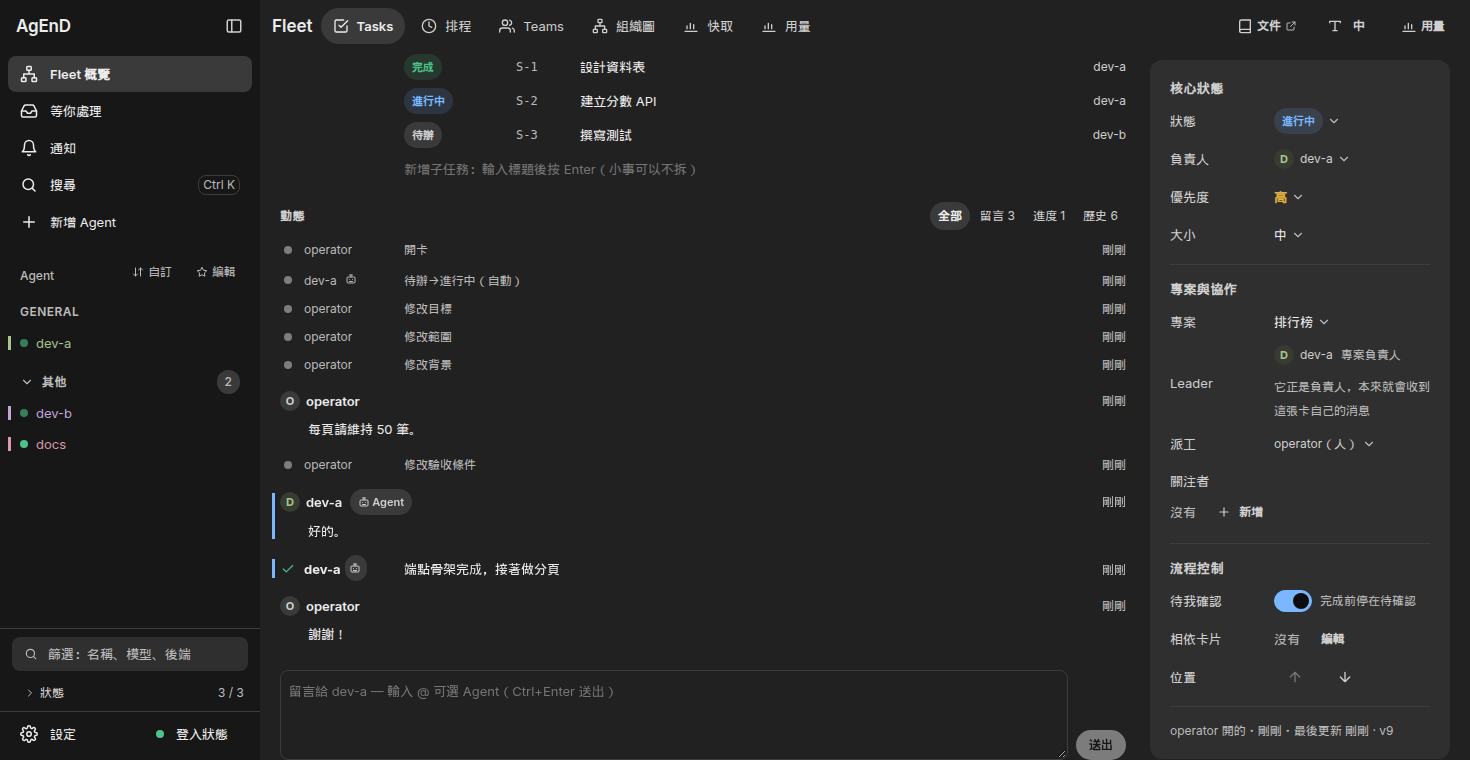 AgEnD
Fleet 概覽
等你處理
通知
搜尋 Ctrl K
新增 Agent
Agent 自訂 編輯
GENERAL
dev-a
其他 2
dev-b
docs
篩選：名稱、模型、後端
狀態 3 / 3
設定 登入狀態
Fleet Tasks 排程 Teams 組織圖 快取 用量 文件 中 用量
完成 S-1 設計資料表 dev-a
進行中 S-2 建立分數 API dev-a
待辦 S-3 撰寫測試 dev-b
新增子任務：輸入標題後按 Enter（小事可以不拆）
動態 全部 留言 3 進度 1 歷史 6
operator 開卡 剛剛
dev-a 待辦→進行中（自動） 剛剛
operator 修改目標 剛剛
operator 修改範圍 剛剛
operator 修改背景 剛剛
O operator 剛剛
每頁請維持 50 筆。
operator 修改驗收條件 剛剛
D dev-a Agent 剛剛
好的。
dev-a 端點骨架完成，接著做分頁 剛剛
O operator 剛剛
謝謝！
留言給 dev-a — 輸入 @ 可選 Agent（Ctrl+Enter 送出）
送出
核心狀態
狀態 進行中
負責人 D dev-a
優先度 高
大小 中
專案與協作
專案 排行榜
D dev-a 專案負責人
Leader 它正是負責人，本來就會收到
這張卡自己的消息
派工 operator（人）
關注者
沒有 新增
流程控制
待我確認 完成前停在待確認
相依卡片 沒有 編輯
位置
operator 開的・剛剛・最後更新 剛剛 · v9